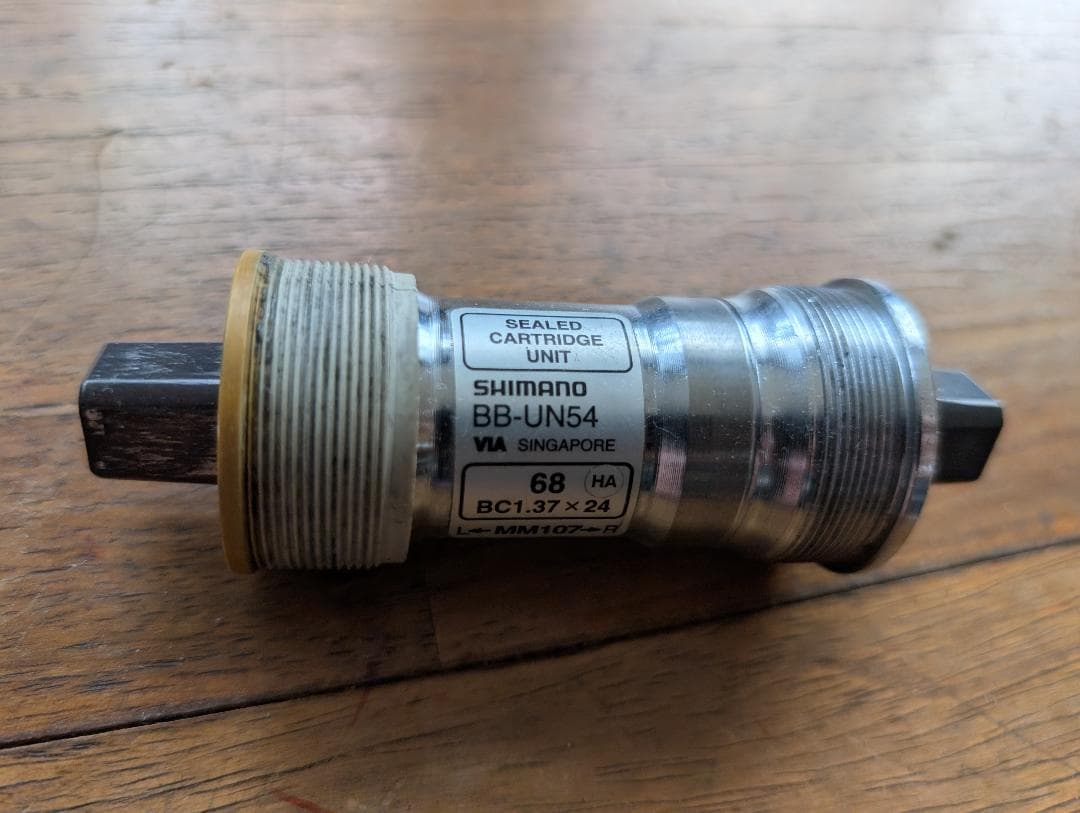 SEALED
CARTRIDGE
UNIT
SHIMANO
BB-UN54
VIA SINGAPORE
68 HA
BC1.37×24
L←MM107→R